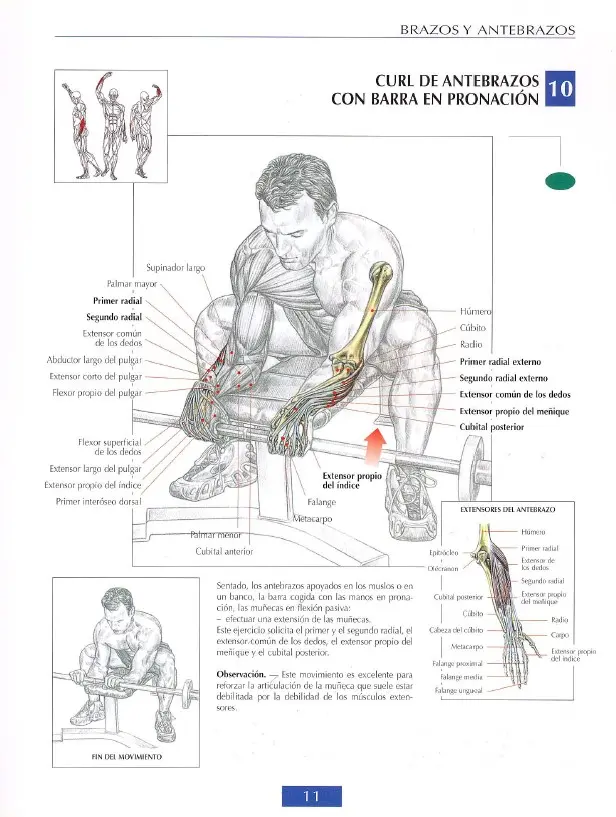 BRAZOS Y ANTEBRAZOS
CURL DE ANTEBRAZOS
CON BARRA EN PRONACIÓN
10
Supinador largo
Palmar mayor
Primer radial
Segundo radial
Extensor común
de los dedos
Abductor largo del pulgar
Extensor corto del pulgar
Flexor propio del pulgar
Flexor superficial
de los dedos
Extensor largo del pulgar
Extensor propio del índice
Primer interóseo dorsal
Palmar menor
Cubital anterior
Húmero
Cúbito
Radio
Primer radial externo
Segundo radial externo
Extensor común de los dedos
Extensor propio del meñique
Cubital posterior
Extensor propio
del índice
Falange
Metacarpo
EXTENSORES DEL ANTEBRAZO
Epitrócleo
Olécranon
Cubital posterior
Cúbito
Cabeza del cúbito
Metacarpo
Falange proximal
Falange media
Falange ungueal
Húmero
Primer radial
Extensor de
los dedos
Segundo radial
Extensor propio
del meñique
Radio
Carpo
Extensor propio
del índice
Sentado, los antebrazos apoyados en los muslos o en
un banco, la barra cogida con las manos en prona-
ción, las muñecas en flexión pasiva:
– efectuar una extensión de las muñecas.
Este ejercicio solicita el primer y el segundo radial, el
extensor común de los dedos, el extensor propio del
meñique y el cubital posterior.
Observación. — Este movimiento es excelente para
reforzar la articulación de la muñeca que suele estar
debilitada por la debilidad de los músculos exten-
sores.
FIN DEL MOVIMIENTO
11